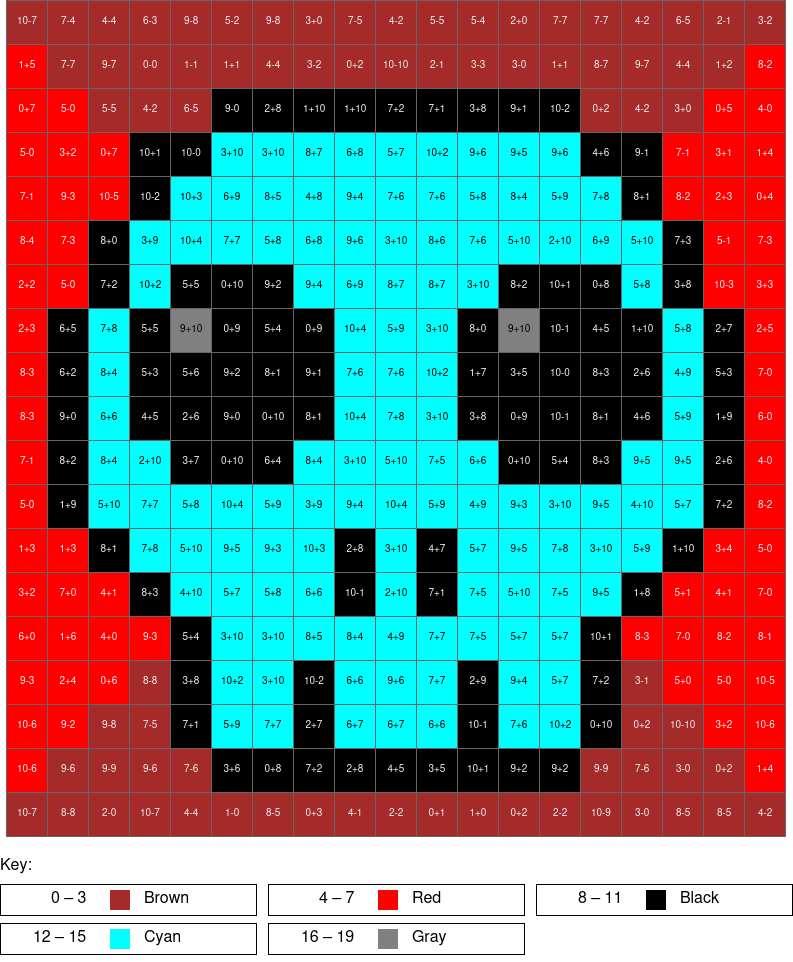 10-7 7-4 4-4 6-3 9-8 5-2 9-8 3+0 7-5 4-2 5-5 5-4 2+0 7-7 7-7 4-2 6-5 2-1 3-2
1+5 7-7 9-7 0-0 1-1 1+1 4-4 3-2 0+2 10-10 2-1 3-3 3-0 1+1 8-7 9-7 4-4 1+2 8-2
0+7 5-0 5-5 4-2 6-5 9-0 2+8 1+10 1+10 7+2 7+1 3+8 9+1 10-2 0+2 4-2 3+0 0+5 4-0
5-0 3+2 0+7 10+1 10-0 3+10 3+10 8+7 6+8 5+7 10+2 9+6 9+5 9+6 4+6 9-1 7-1 3+1 1+4
7-1 9-3 10-5 10-2 10+3 6+9 8+5 4+8 9+4 7+6 7+6 5+8 8+4 5+9 7+8 8+1 8-2 2+3 0+4
8-4 7-3 8+0 3+9 10+4 7+7 5+8 6+8 9+6 3+10 8+6 7+6 5+10 2+10 6+9 5+10 7+3 5-1 7-3
2+2 5-0 7+2 10+2 5+5 0+10 9+2 9+4 6+9 8+7 8+7 3+10 8+2 10+1 0+8 5+8 3+8 10-3 3+3
2+3 6+5 7+8 5+5 9+10 0+9 5+4 0+9 10+4 5+9 3+10 8+0 9+10 10-1 4+5 1+10 5+8 2+7 2+5
8-3 6+2 8+4 5+3 5+6 9+2 8+1 9+1 7+6 7+6 10+2 1+7 3+5 10-0 8+3 2+6 4+9 5+3 7-0
8-3 9+0 6+6 4+5 2+6 9+0 0+10 8+1 10+4 7+8 3+10 3+8 0+9 10-1 8+1 4+6 5+9 1+9 6-0
7-1 8+2 8+4 2+10 3+7 0+10 6+4 8+4 3+10 5+10 7+5 6+6 0+10 5+4 8+3 9+5 9+5 2+6 4-0
5-0 1+9 5+10 7+7 5+8 10+4 5+9 3+9 9+4 10+4 5+9 4+9 9+3 3+10 9+5 4+10 5+7 7+2 8-2
1+3 1+3 8+1 7+8 5+10 9+5 9+3 10+3 2+8 3+10 4+7 5+7 9+5 7+8 3+10 5+9 1+10 3+4 5-0
3+2 7+0 4+1 8+3 4+10 5+7 5+8 6+6 10-1 2+10 7+1 7+5 5+10 7+5 9+5 1+8 5+1 4+1 7-0
6+0 1+6 4+0 9-3 5+4 3+10 3+10 8+5 8+4 4+9 7+7 7+5 5+7 5+7 10+1 8-3 7-0 8-2 8-1
9-3 2+4 0+6 8-8 3+8 10+2 3+10 10-2 6+6 9+6 7+7 2+9 9+4 5+7 7+2 3-1 5+0 5-0 10-5
10-6 9-2 9-8 7-5 7+1 5+9 7+7 2+7 6+7 6+7 6+6 10-1 7+6 10+2 0+10 0+2 10-10 3+2 10-6
10-6 9-6 9-9 9-6 7-6 3+6 0+8 7+2 2+8 4+5 3+5 10+1 9+2 9+2 9-9 7-6 3-0 0+2 1+4
10-7 8-8 2-0 10-7 4-4 1-0 8-5 0+3 4-1 2-2 0+1 1+0 0+2 2-2 10-9 3-0 8-5 8-5 4-2
Key:
0 – 3 Brown 4 – 7 Red 8 – 11 Black
12 – 15 Cyan 16 – 19 Gray